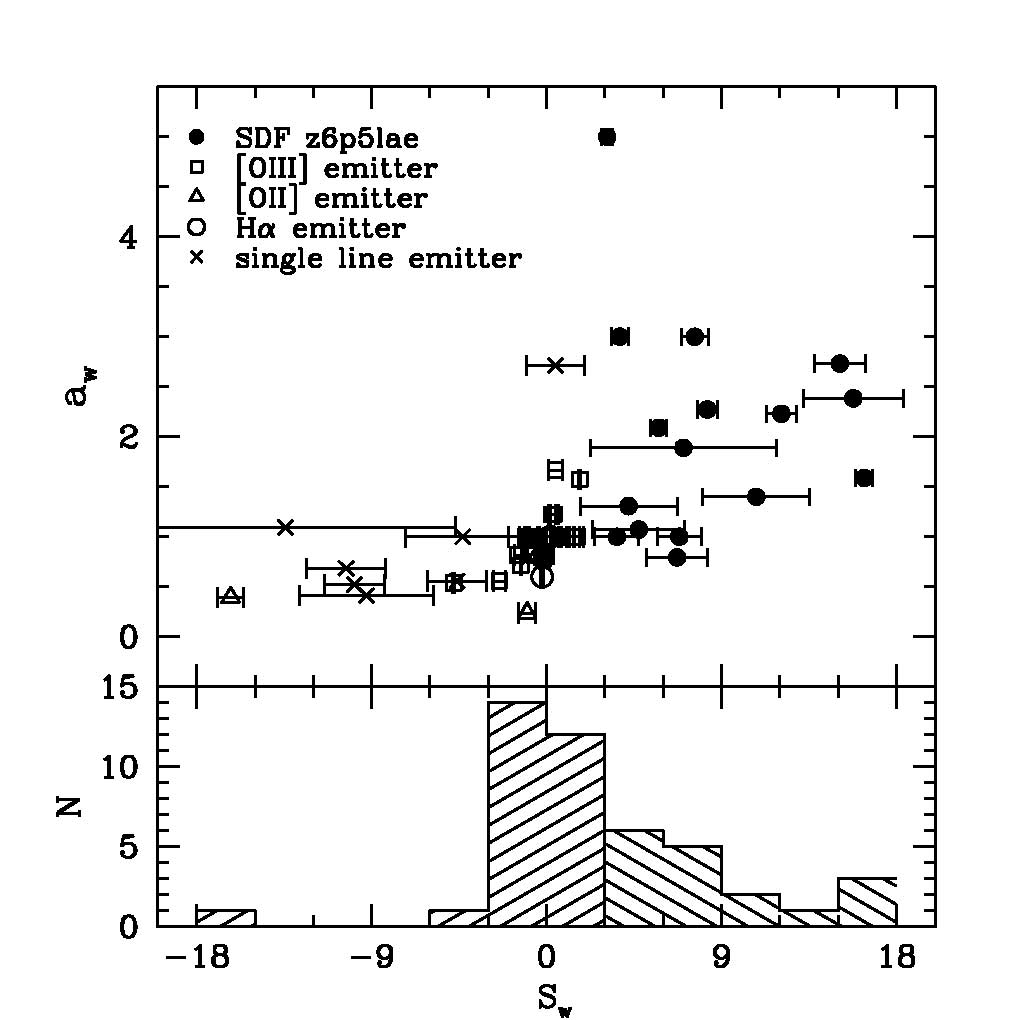 SDF z6p5lae
[OIII] emitter
[OII] emitter
Hα emitter
single line emitter
4
2
0
a_w
15
10
5
0
N
−18 −9 0 9 18
S_w